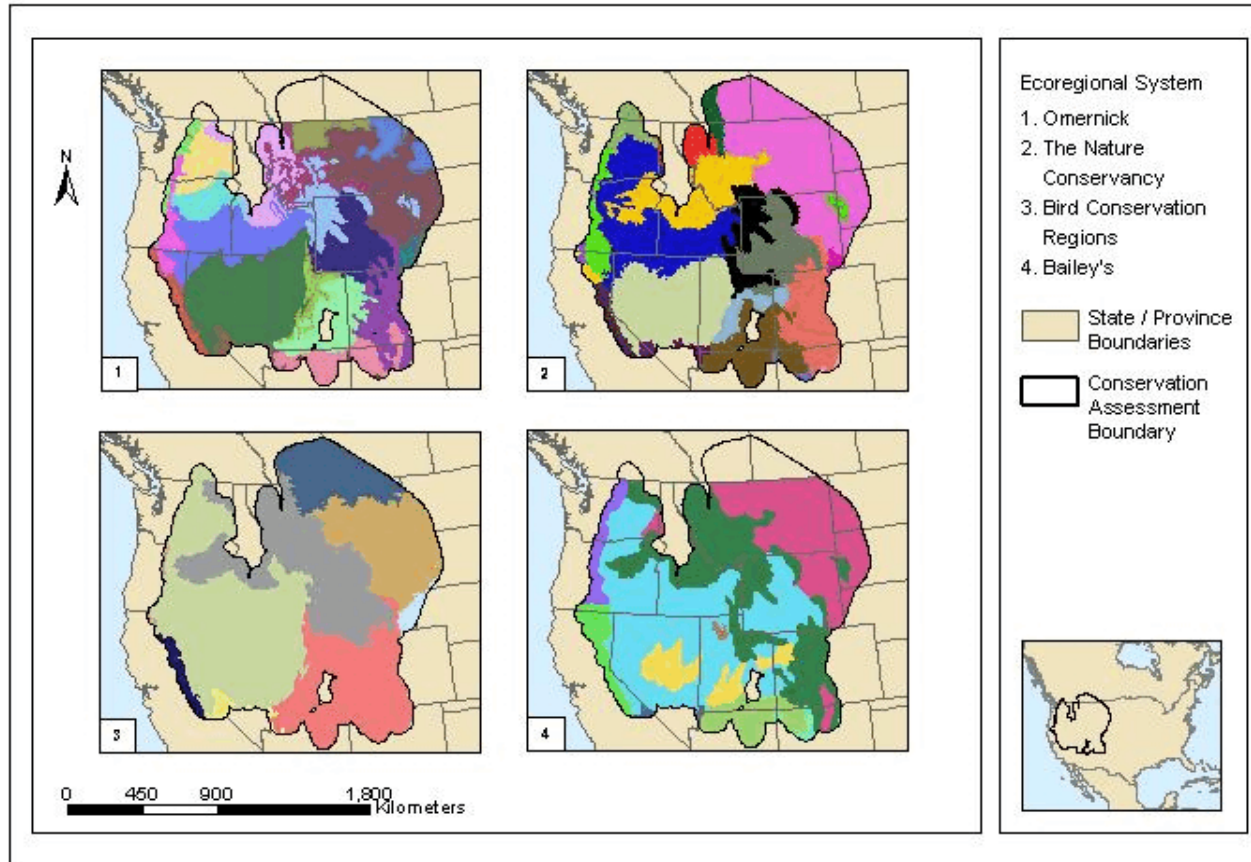 N
1
2
3
4
0 450 900 1,800
Kilometers
Ecoregional System
1. Omernick
2. The Nature
Conservancy
3. Bird Conservation
Regions
4. Bailey's
State / Province
Boundaries
Conservation
Assessment
Boundary